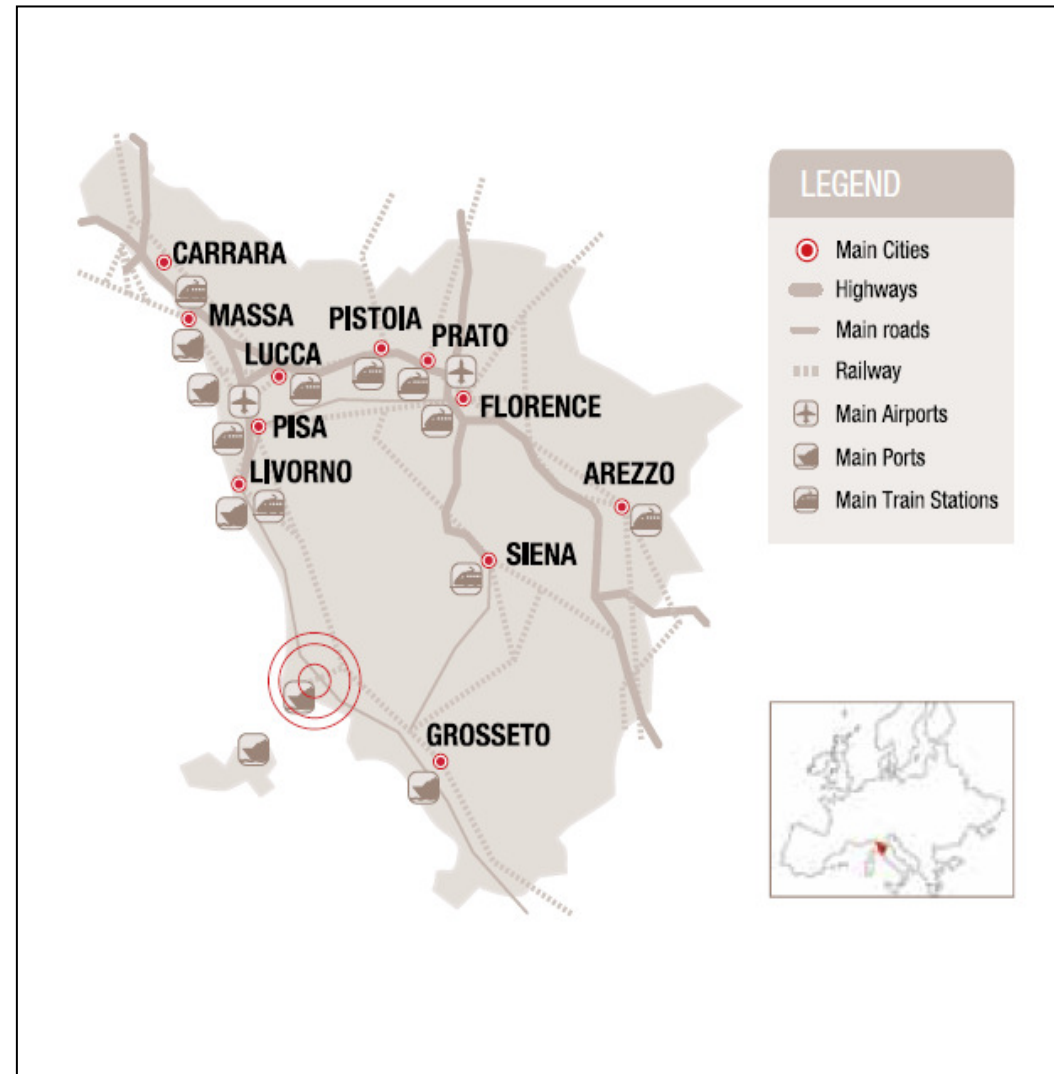 CARRARA
MASSA
PISTOIA
PRATO
LUCCA
FLORENCE
PISA
LIVORNO
AREZZO
SIENA
GROSSETO
LEGEND
Main Cities
Highways
Main roads
Railway
Main Airports
Main Ports
Main Train Stations